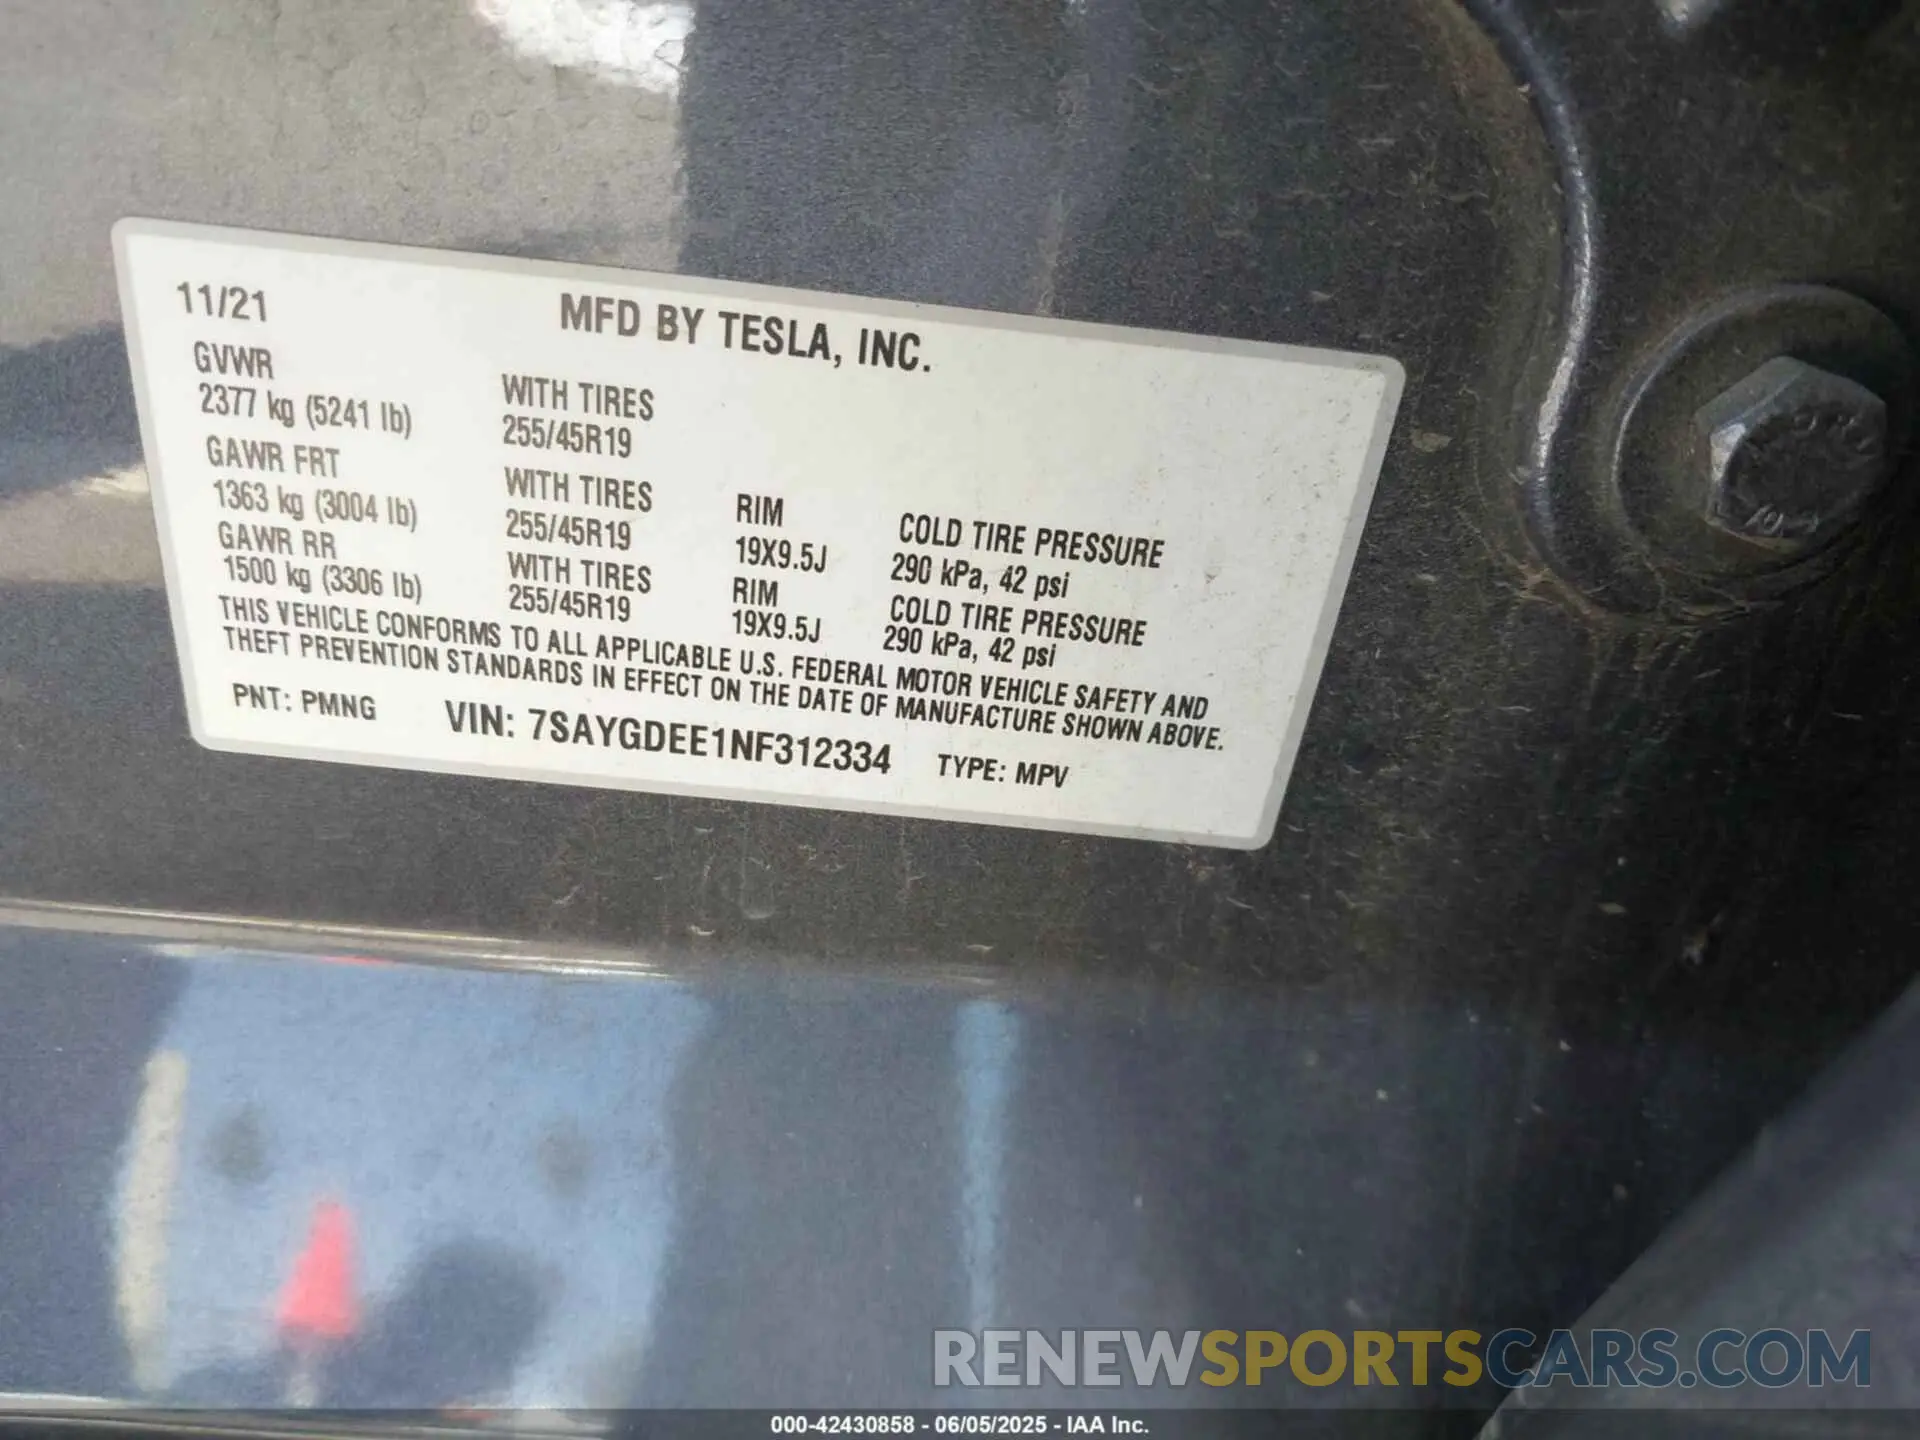 11/21 MFD BY TESLA, INC.
GVWR
2377 kg (5241 lb)
WITH TIRES
255/45R19
GAWR FRT
1363 kg (3004 lb)
WITH TIRES
255/45R19
RIM
19X9.5J
COLD TIRE PRESSURE
290 kPa, 42 psi
GAWR RR
1500 kg (3306 lb)
WITH TIRES
255/45R19
RIM
19X9.5J
COLD TIRE PRESSURE
290 kPa, 42 psi
THIS VEHICLE CONFORMS TO ALL APPLICABLE U.S. FEDERAL MOTOR VEHICLE SAFETY AND
THEFT PREVENTION STANDARDS IN EFFECT ON THE DATE OF MANUFACTURE SHOWN ABOVE.
PNT: PMNG VIN: 7SAYGDEE1NF312334 TYPE: MPV
RENEWSPORTSCARS.COM
000-42430858 - 06/05/2025 - IAA Inc.